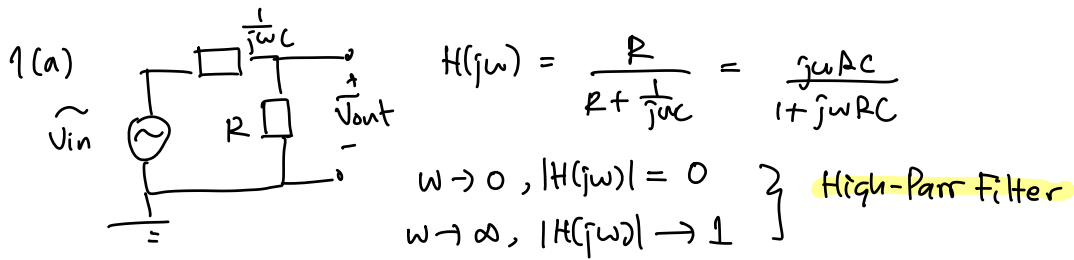 1(a)
1/jωC
Ṽin
R
+
Ṽout
-
H(jω) = R / (R + 1/jωC) = jωRC / (1 + jωRC)
ω → 0, |H(jω)| = 0
ω → ∞, |H(jω)| → 1
} High-Pass Filter